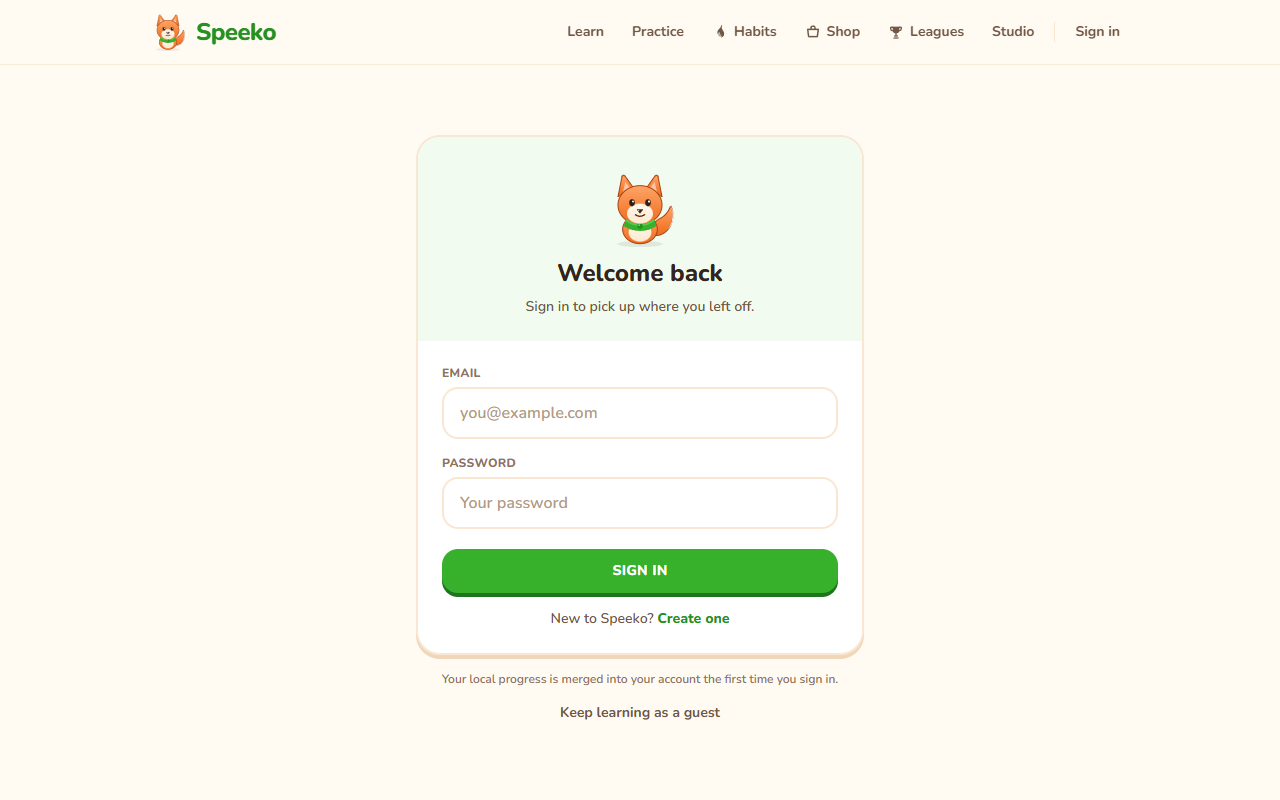 Speeko
Learn
Practice
Habits
Shop
Leagues
Studio
Sign in
Welcome back
Sign in to pick up where you left off.
EMAIL
you@example.com
PASSWORD
Your password
SIGN IN
New to Speeko? Create one
Your local progress is merged into your account the first time you sign in.
Keep learning as a guest